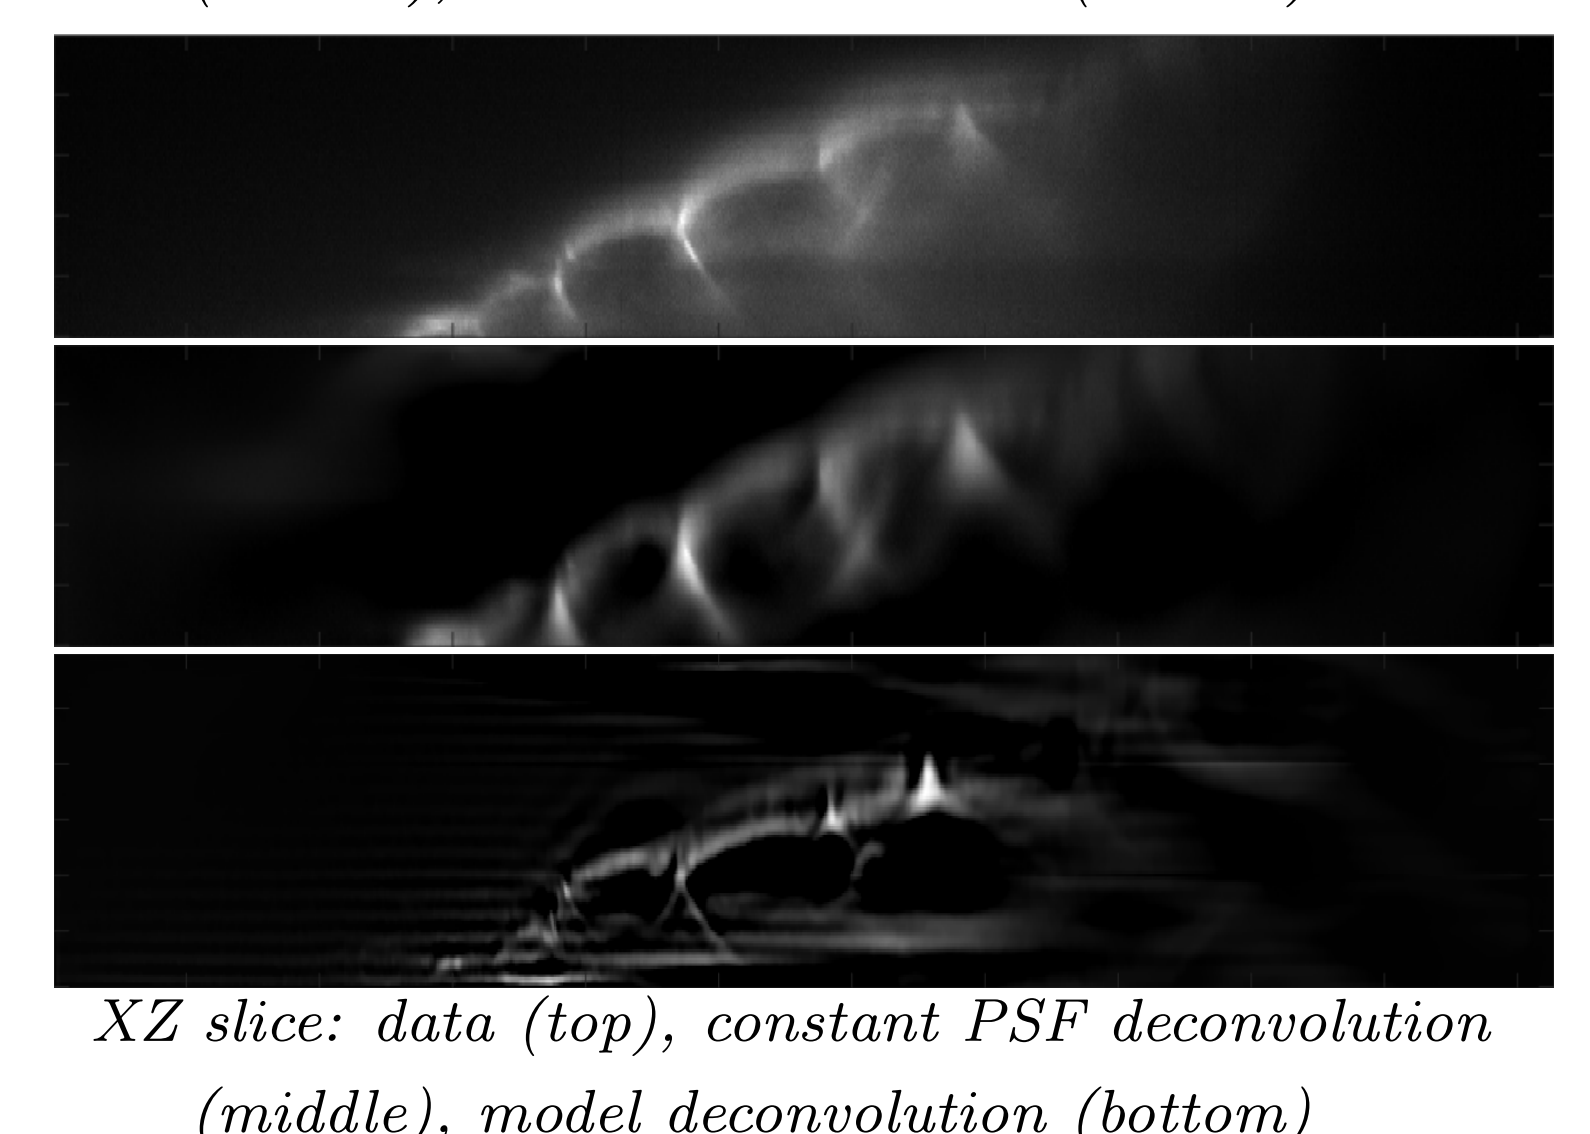 XZ slice: data (top), constant PSF deconvolution
(middle), model deconvolution (bottom)